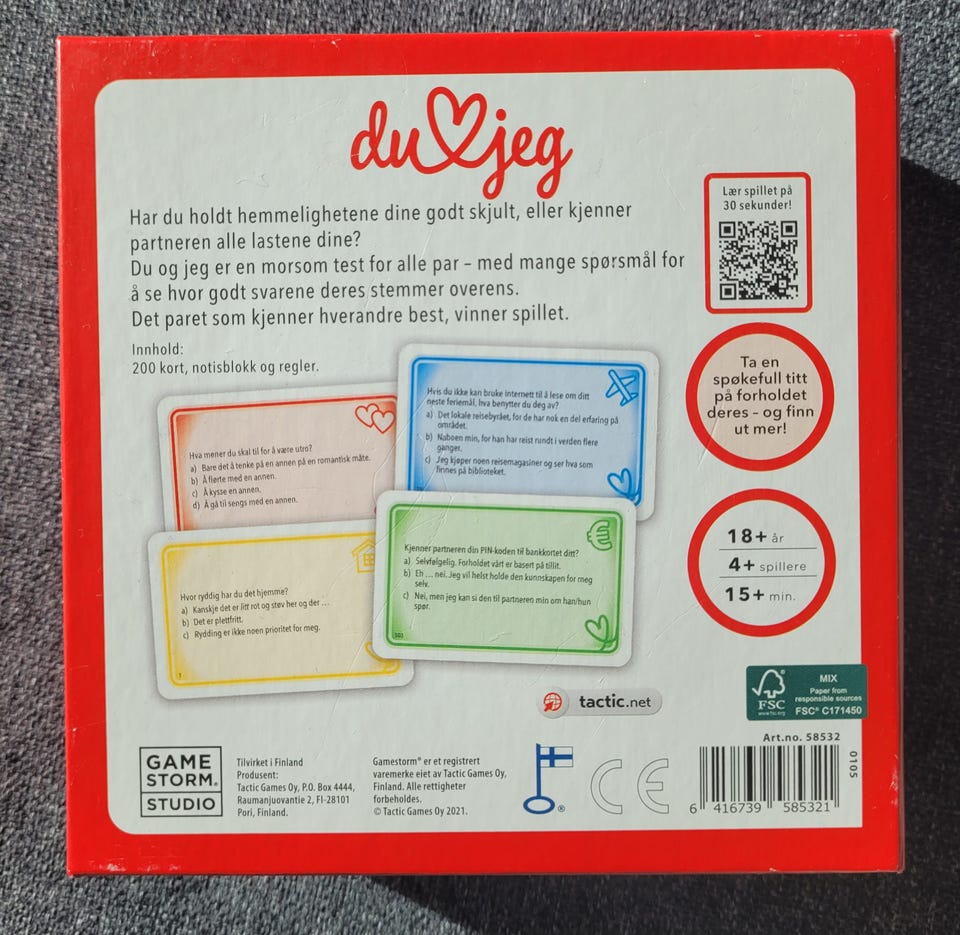 du jeg
Har du holdt hemmelighetene dine godt skjult, eller kjenner
partneren alle lastene dine?
Du og jeg er en morsom test for alle par – med mange spørsmål for
å se hvor godt svarene deres stemmer overens.
Det paret som kjenner hverandre best, vinner spillet.
Innhold:
200 kort, notisblokk og regler.
Lær spillet på
30 sekunder!
Ta en
spøkefull titt
på forholdet
deres – og finn
ut mer!
18+ år
4+ spillere
15+ min.
Hva mener du skal til for å være utro?
a) Bare det å tenke på en annen på en romantisk måte.
b) Å flørte med en annen.
c) Å kysse en annen.
d) Å gå til sengs med en annen.
Hvis du ikke kan bruke Internett til å lese om ditt
neste feriemål, hva benytter du deg av?
a) Det lokale reisebyrået, for de har nok en del erfaring på
området.
b) Naboen min, for han har reist rundt i verden flere
ganger.
c) Jeg kjøper noen reisemagasiner og ser hva som
finnes på biblioteket.
Hvor ryddig har du det hjemme?
a) Kanskje det er litt rot og støv her og der ...
b) Det er plettfritt.
c) Rydding er ikke noen prioritet for meg.
1
Kjenner partneren din PIN-koden til bankkortet ditt?
a) Selvfølgelig. Forholdet vårt er basert på tillit.
b) Eh ... nei. Jeg vil helst holde den kunnskapen for meg
selv.
c) Nei, men jeg kan si den til partneren min om han/hun
spør.
tactic.net
FSC
www.fsc.org
MIX
Paper from
responsible sources
FSC® C171450
GAME
STORM®
STUDIO
Tilvirket i Finland
Produsent:
Tactic Games Oy, P.O. Box 4444,
Raumanjuovantie 2, FI-28101
Pori, Finland.
Gamestorm® er et registrert
varemerke eiet av Tactic Games Oy,
Finland. Alle rettigheter
forbeholdes.
© Tactic Games Oy 2021.
®
CE
Art.no. 58532
6 416739 585321
0105